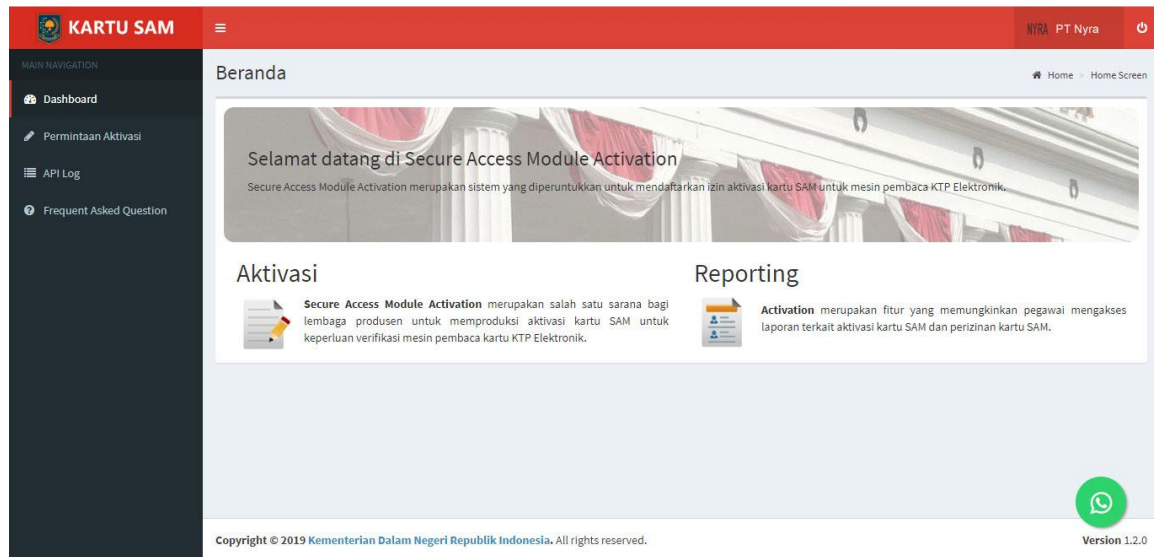 KARTU SAM
NYRA PT Nyra
MAIN NAVIGATION
Dashboard
Permintaan Aktivasi
API Log
Frequent Asked Question
Beranda
Home > Home Screen
Selamat datang di Secure Access Module Activation
Secure Access Module Activation merupakan sistem yang diperuntukkan untuk mendaftarkan izin aktivasi kartu SAM untuk mesin pembaca KTP Elektronik.
Aktivasi
Secure Access Module Activation merupakan salah satu sarana bagi
lembaga produsen untuk memproduksi aktivasi kartu SAM untuk
keperluan verifikasi mesin pembaca kartu KTP Elektronik.
Reporting
Activation merupakan fitur yang memungkinkan pegawai mengakses
laporan terkait aktivasi kartu SAM dan perizinan kartu SAM.
Copyright © 2019 Kementerian Dalam Negeri Republik Indonesia. All rights reserved.
Version 1.2.0